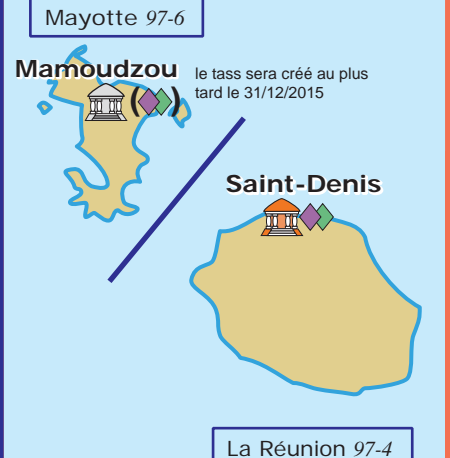 Mayotte 97-6
Mamoudzou
( )
le tass sera créé au plus
tard le 31/12/2015
Saint-Denis
La Réunion 97-4